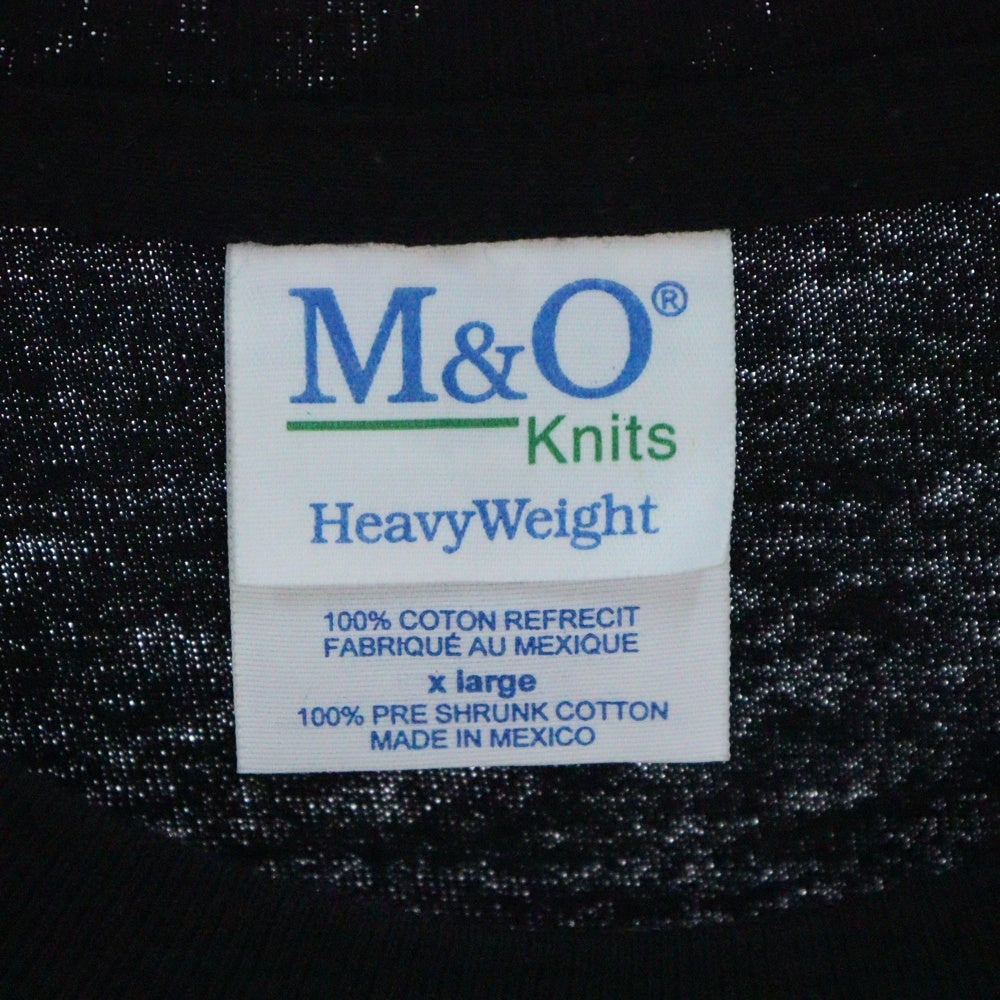 M&O®
Knits
HeavyWeight
100% COTON REFRECIT
FABRIQUÉ AU MEXIQUE
x large
100% PRE SHRUNK COTTON
MADE IN MEXICO